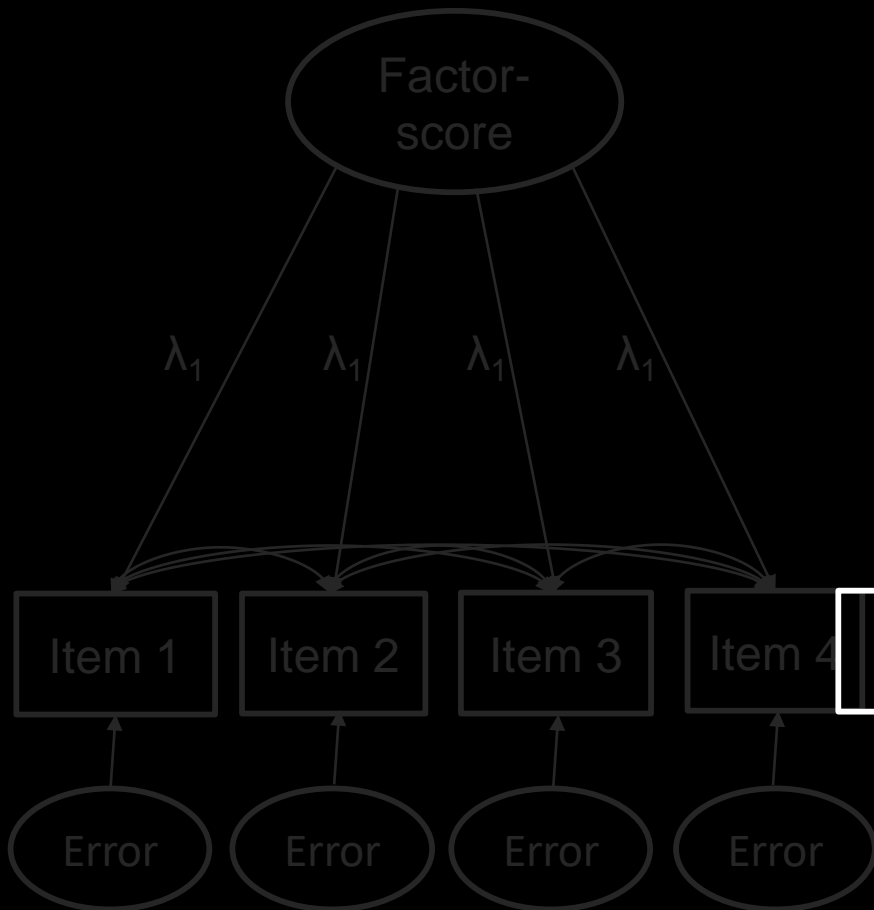 Factor-
score
λ₁ λ₁ λ₁ λ₁
Item 1 Item 2 Item 3 Item 4
Error Error Error Error